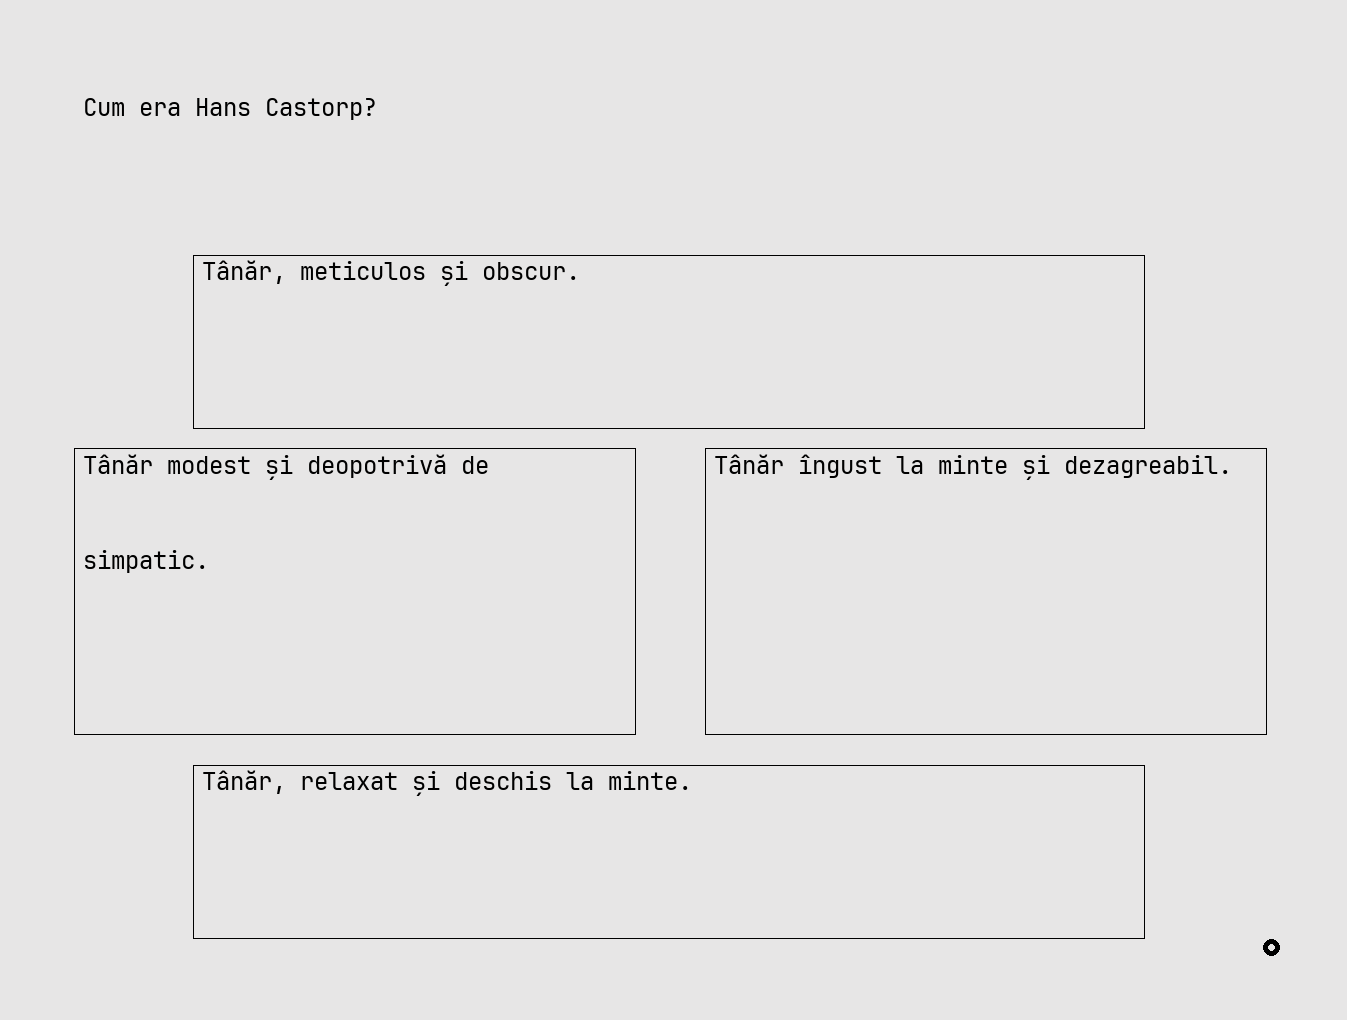 Cum era Hans Castorp?
Tânăr, meticulos și obscur.
Tânăr modest și deopotrivă de
simpatic.
Tânăr îngust la minte și dezagreabil.
Tânăr, relaxat și deschis la minte.